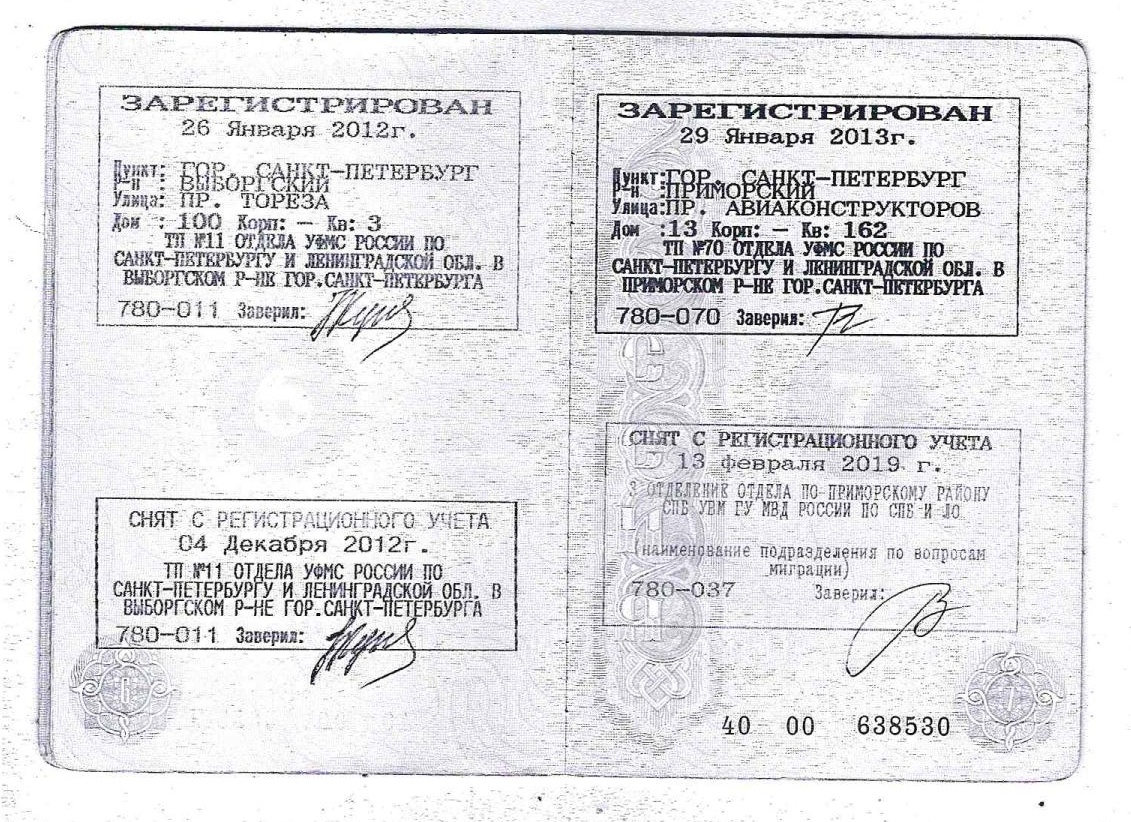 ЗАРЕГИСТРИРОВАН
26 Января 2012г.
Пункт: ГОР. САНКТ-ПЕТЕРБУРГ
Р-н : ВЫБОРГСКИЙ
Улица: ПР. ТОРЕЗА
Дом : 100 Корп: — Кв: 3
ТП №11 ОТДЕЛА УФМС РОССИИ ПО
САНКТ-ПЕТЕРБУРГУ И ЛЕНИНГРАДСКОЙ ОБЛ. В
ВЫБОРГСКОМ Р-НЕ ГОР.САНКТ-ПЕТЕРБУРГА
780-011 Заверил:
СНЯТ С РЕГИСТРАЦИОННОГО УЧЕТА
04 Декабря 2012г.
ТП №11 ОТДЕЛА УФМС РОССИИ ПО
САНКТ-ПЕТЕРБУРГУ И ЛЕНИНГРАДСКОЙ ОБЛ. В
ВЫБОРГСКОМ Р-НЕ ГОР.САНКТ-ПЕТЕРБУРГА
780-011 Заверил:
6
ЗАРЕГИСТРИРОВАН
29 Января 2013г.
Пункт:ГОР. САНКТ-ПЕТЕРБУРГ
Р-н :ПРИМОРСКИЙ
Улица:ПР. АВИАКОНСТРУКТОРОВ
Дом :13 Корп: — Кв: 162
ТП №70 ОТДЕЛА УФМС РОССИИ ПО
САНКТ-ПЕТЕРБУРГУ И ЛЕНИНГРАДСКОЙ ОБЛ. В
ПРИМОРСКОМ Р-НЕ ГОР.САНКТ-ПЕТЕРБУРГА
780-070 Заверил:
СНЯТ С РЕГИСТРАЦИОННОГО УЧЕТА
13 февраля 2019 г.
3 ОТДЕЛЕНИЕ ОТДЕЛА ПО ПРИМОРСКОМУ РАЙОНУ
СПБ УВМ ГУ МВД РОССИИ ПО СПБ И ЛО
(наименование подразделения по вопросам
миграции)
780-037 Заверил:
7
40 00 638530